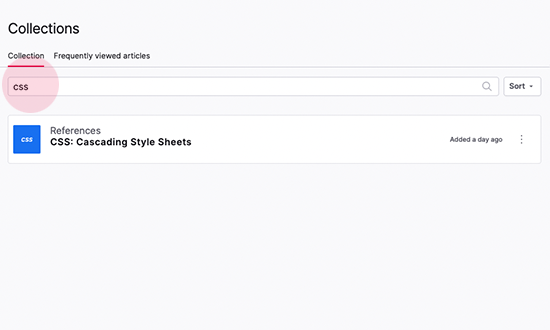 Collections
Collection Frequently viewed articles
css
Sort
css
References
CSS: Cascading Style Sheets
Added a day ago